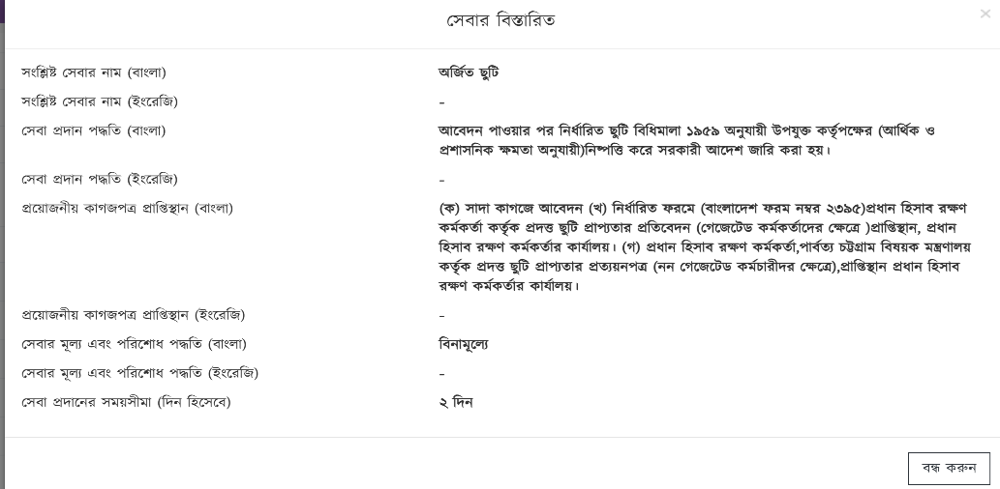 সেবার বিস্তারিত
×
সংশ্লিষ্ট সেবার নাম (বাংলা) অর্জিত ছুটি
সংশ্লিষ্ট সেবার নাম (ইংরেজি) -
সেবা প্রদান পদ্ধতি (বাংলা) আবেদন পাওয়ার পর নির্ধারিত ছুটি বিধিমালা ১৯৫৯ অনুযায়ী উপযুক্ত কর্তৃপক্ষের (আর্থিক ও
প্রশাসনিক ক্ষমতা অনুযায়ী)নিষ্পত্তি করে সরকারী আদেশ জারি করা হয়।
সেবা প্রদান পদ্ধতি (ইংরেজি) -
প্রয়োজনীয় কাগজপত্র প্রাপ্তিস্থান (বাংলা) (ক) সাদা কাগজে আবেদন (খ) নির্ধারিত ফরমে (বাংলাদেশ ফরম নম্বর ২৩৯৫)প্রধান হিসাব রক্ষণ
কর্মকর্তা কর্তৃক প্রদত্ত ছুটি প্রাপ্যতার প্রতিবেদন (গেজেটেড কর্মকর্তাদের ক্ষেত্রে )প্রাপ্তিস্থান, প্রধান
হিসাব রক্ষণ কর্মকর্তার কার্যালয়। (গ) প্রধান হিসাব রক্ষণ কর্মকর্তা,পার্বত্য চট্টগ্রাম বিষয়ক মন্ত্রণালয়
কর্তৃক প্রদত্ত ছুটি প্রাপ্যতার প্রত্যয়নপত্র (নন গেজেটেড কর্মচারীদর ক্ষেত্রে),প্রাপ্তিস্থান প্রধান হিসাব
রক্ষণ কর্মকর্তার কার্যালয়।
প্রয়োজনীয় কাগজপত্র প্রাপ্তিস্থান (ইংরেজি) -
সেবার মূল্য এবং পরিশোধ পদ্ধতি (বাংলা) বিনামূল্যে
সেবার মূল্য এবং পরিশোধ পদ্ধতি (ইংরেজি) -
সেবা প্রদানের সময়সীমা (দিন হিসেবে) ২ দিন
বন্ধ করুন